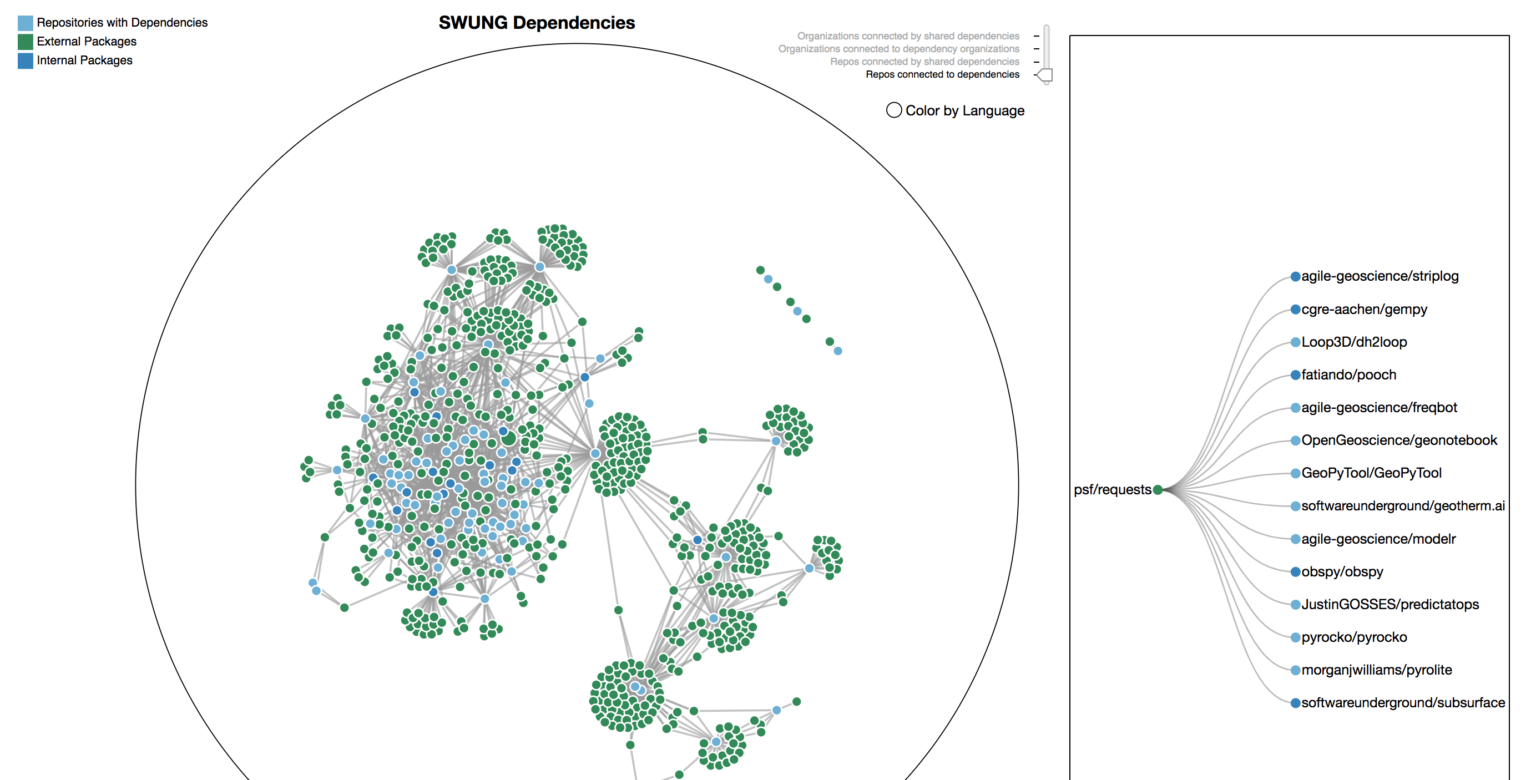 SWUNG Dependencies
Repositories with Dependencies
External Packages
Internal Packages
Organizations connected by shared dependencies
Organizations connected to dependency organizations
Repos connected by shared dependencies
Repos connected to dependencies
Color by Language
psf/requests
agile-geoscience/striplog
cgre-aachen/gempy
Loop3D/dh2loop
fatiando/pooch
agile-geoscience/freqbot
OpenGeoscience/geonotebook
GeoPyTool/GeoPyTool
softwareunderground/geotherm.ai
agile-geoscience/modelr
obspy/obspy
JustinGOSSES/predictatops
pyrocko/pyrocko
morganjwilliams/pyrolite
softwareunderground/subsurface